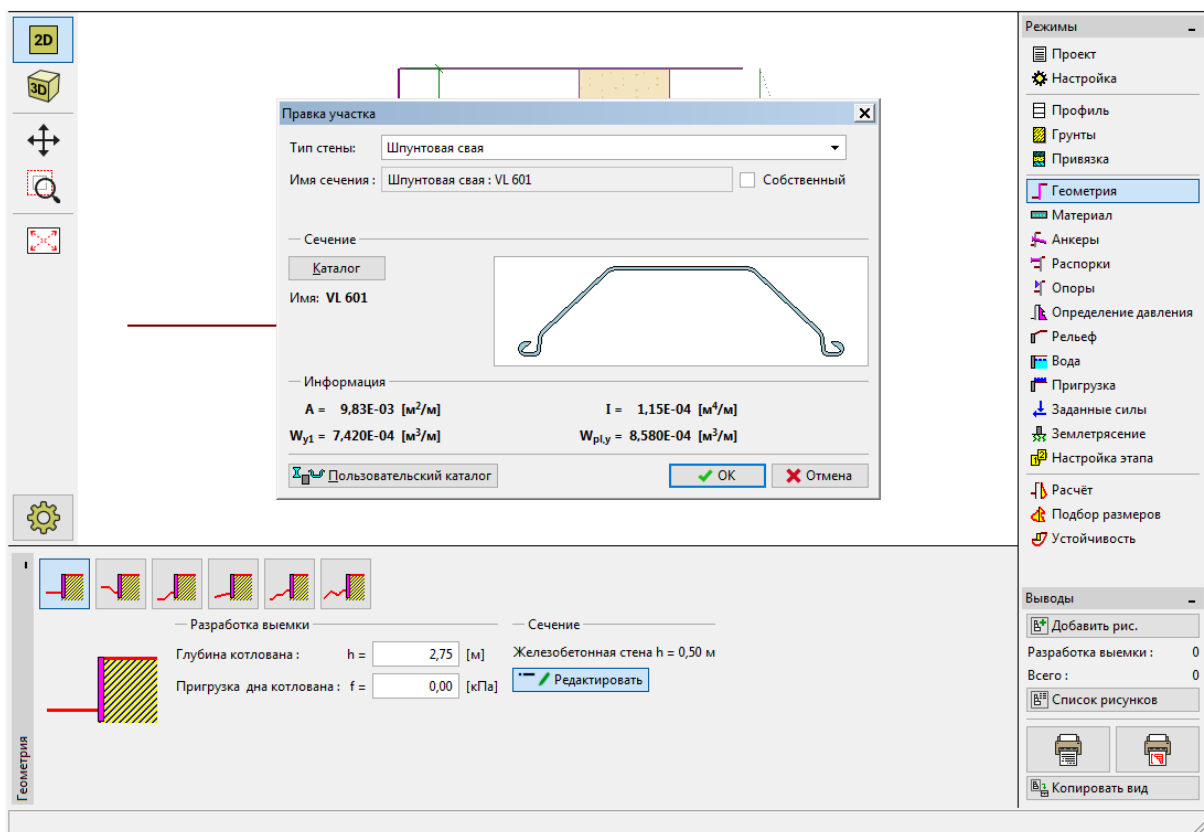 2D
3D
Правка участка
Тип стены:
Шпунтовая свая
Имя сечения :
Шпунтовая свая : VL 601
Собственный
Сечение
Каталог
Имя: VL 601
Информация
A = 9,83E-03 [м²/м]
I = 1,15E-04 [м⁴/м]
Wy1 = 7,420E-04 [м³/м]
Wpl,y = 8,580E-04 [м³/м]
Пользовательский каталог
OK
Отмена
Режимы
Проект
Настройка
Профиль
Грунты
Привязка
Геометрия
Материал
Анкеры
Распорки
Опоры
Определение давления
Рельеф
Вода
Пригрузка
Заданные силы
Землетрясение
Настройка этапа
Расчёт
Подбор размеров
Устойчивость
Геометрия
Разработка выемки
Глубина котлована : h = 2,75 [м]
Пригрузка дна котлована : f = 0,00 [кПа]
Сечение
Железобетонная стена h = 0,50 м
Редактировать
Выводы
Добавить рис.
Разработка выемки : 0
Всего : 0
Список рисунков
Копировать вид